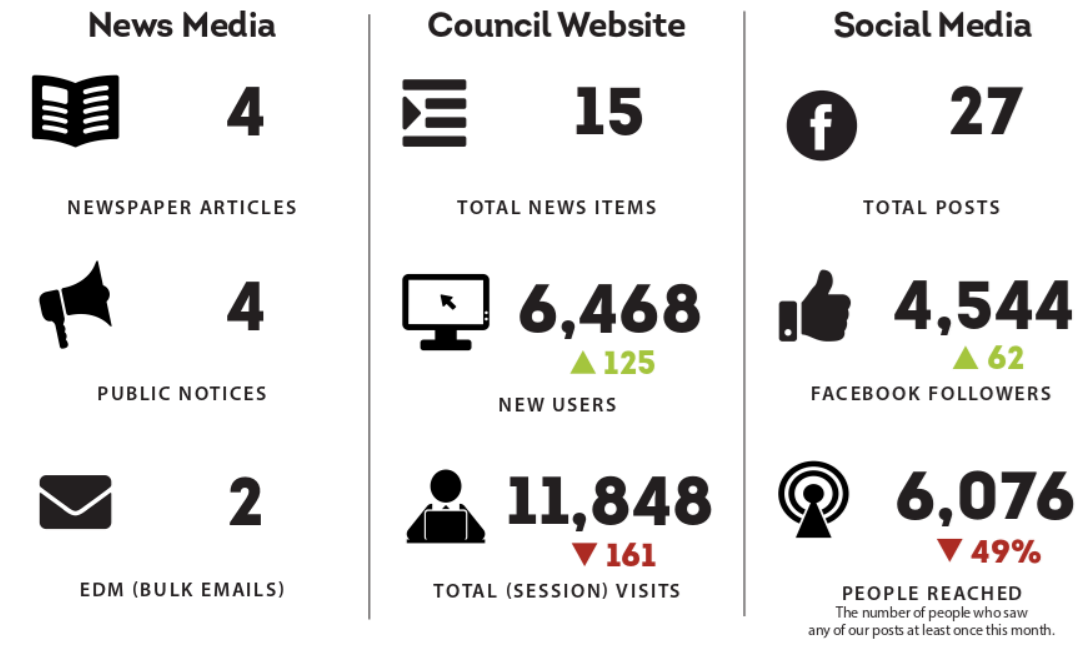 News Media
4
NEWSPAPER ARTICLES
4
PUBLIC NOTICES
2
EDM (BULK EMAILS)
Council Website
15
TOTAL NEWS ITEMS
6,468
▲ 125
NEW USERS
11,848
▼ 161
TOTAL (SESSION) VISITS
Social Media
f
27
TOTAL POSTS
4,544
▲ 62
FACEBOOK FOLLOWERS
6,076
▼ 49%
PEOPLE REACHED
The number of people who saw
any of our posts at least once this month.